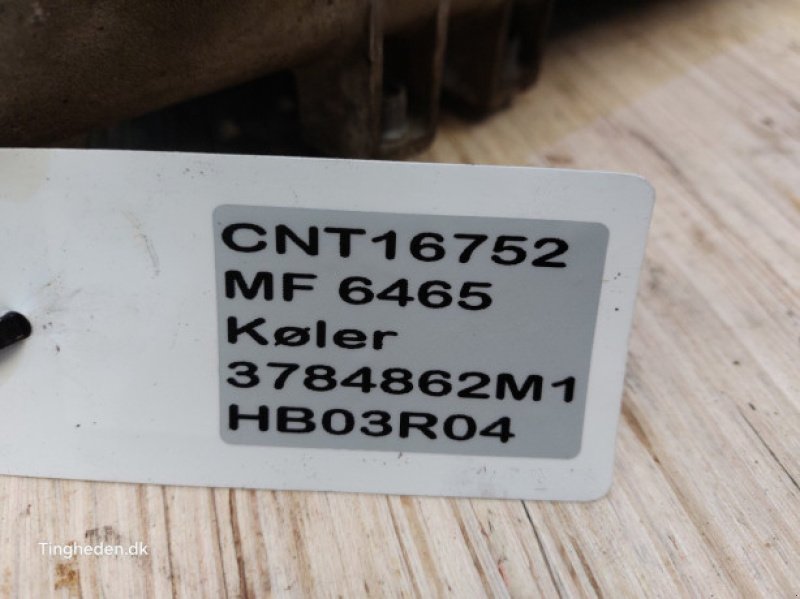 CNT16752
MF 6465
Køler
3784862M1
HB03R04
Tingheden.dk